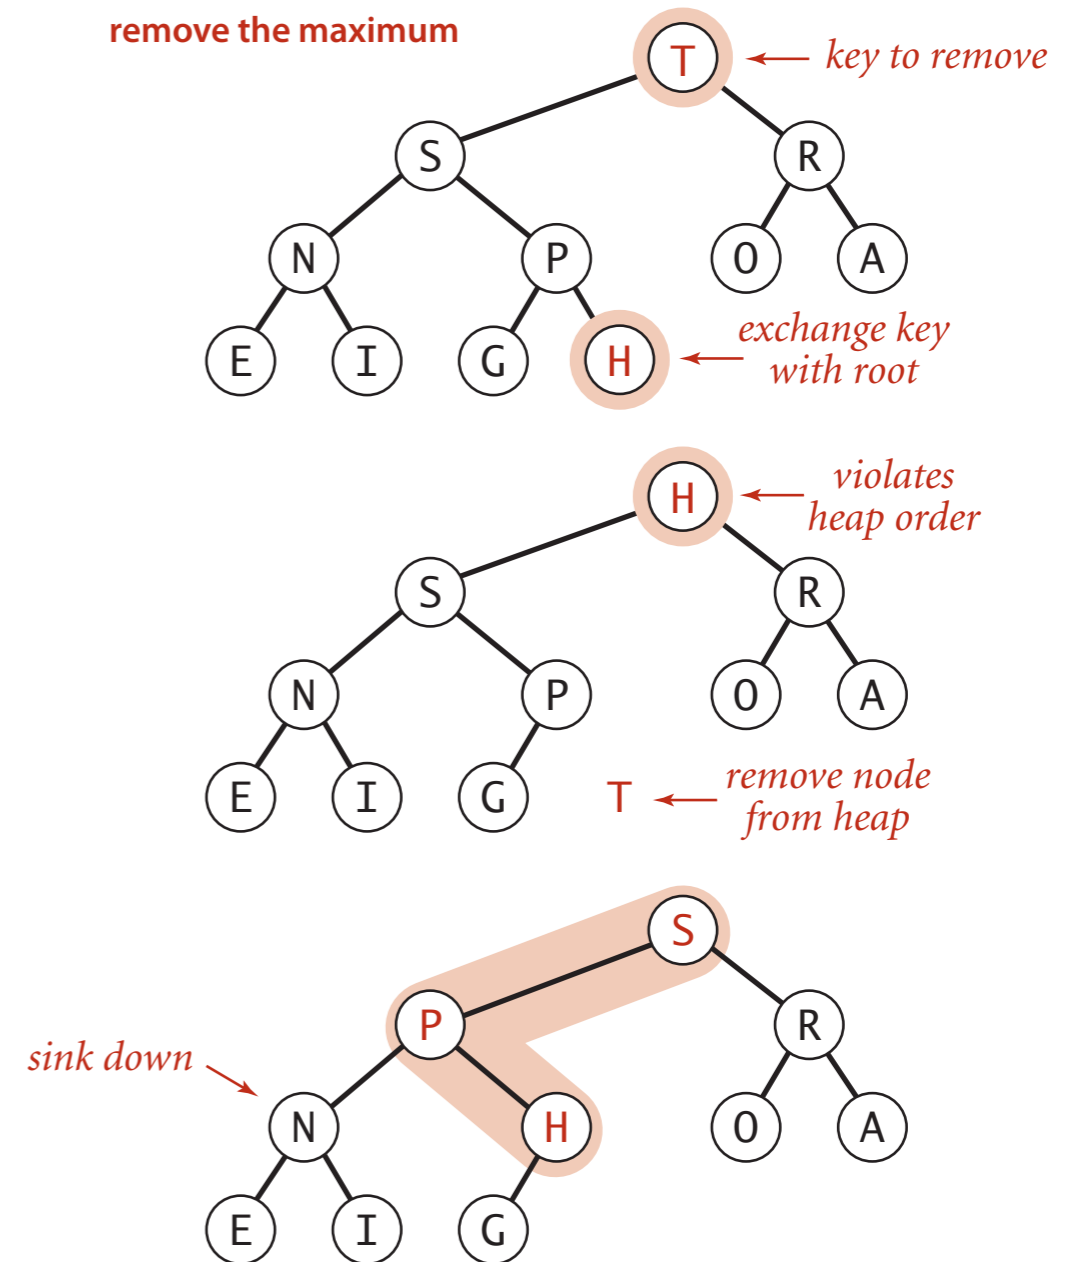 remove the maximum
T
key to remove
S
R
N
P
O
A
exchange key
with root
E
I
G
H
violates
heap order
H
S
R
N
P
O
A
E
I
G
T
remove node
from heap
S
P
R
sink down
N
H
O
A
E
I
G